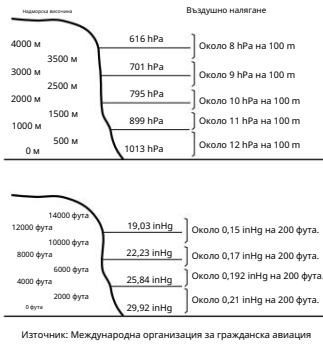 Надморска височина
Въздушно налягане
4000 м
3500 м
3000 м
2500 м
2000 м
1500 м
1000 м
500 м
0 м
616 hPa
701 hPa
795 hPa
899 hPa
1013 hPa
Около 8 hPa на 100 m
Около 9 hPa на 100 m
Около 10 hPa на 100 m
Около 11 hPa на 100 m
Около 12 hPa на 100 m
14000 фута
12000 фута
10000 фута
8000 фута
6000 фута
4000 фута
2000 фута
0 фута
19,03 inHg
22,23 inHg
25,84 inHg
29,92 inHg
Около 0,15 inHg на 200 фута.
Около 0,17 inHg на 200 фута.
Около 0,192 inHg на 200 фута.
Около 0,21 inHg на 200 фута.
Източник: Международна организация за гражданска авиация